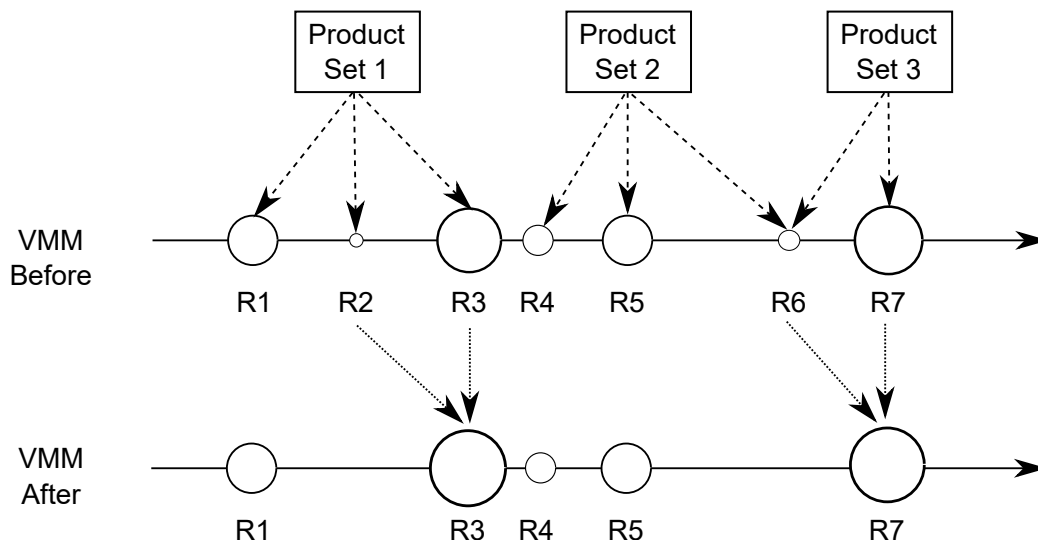 Product
Set 1
Product
Set 2
Product
Set 3
VMM
Before
R1
R2
R3
R4
R5
R6
R7
VMM
After
R1
R3
R4
R5
R7